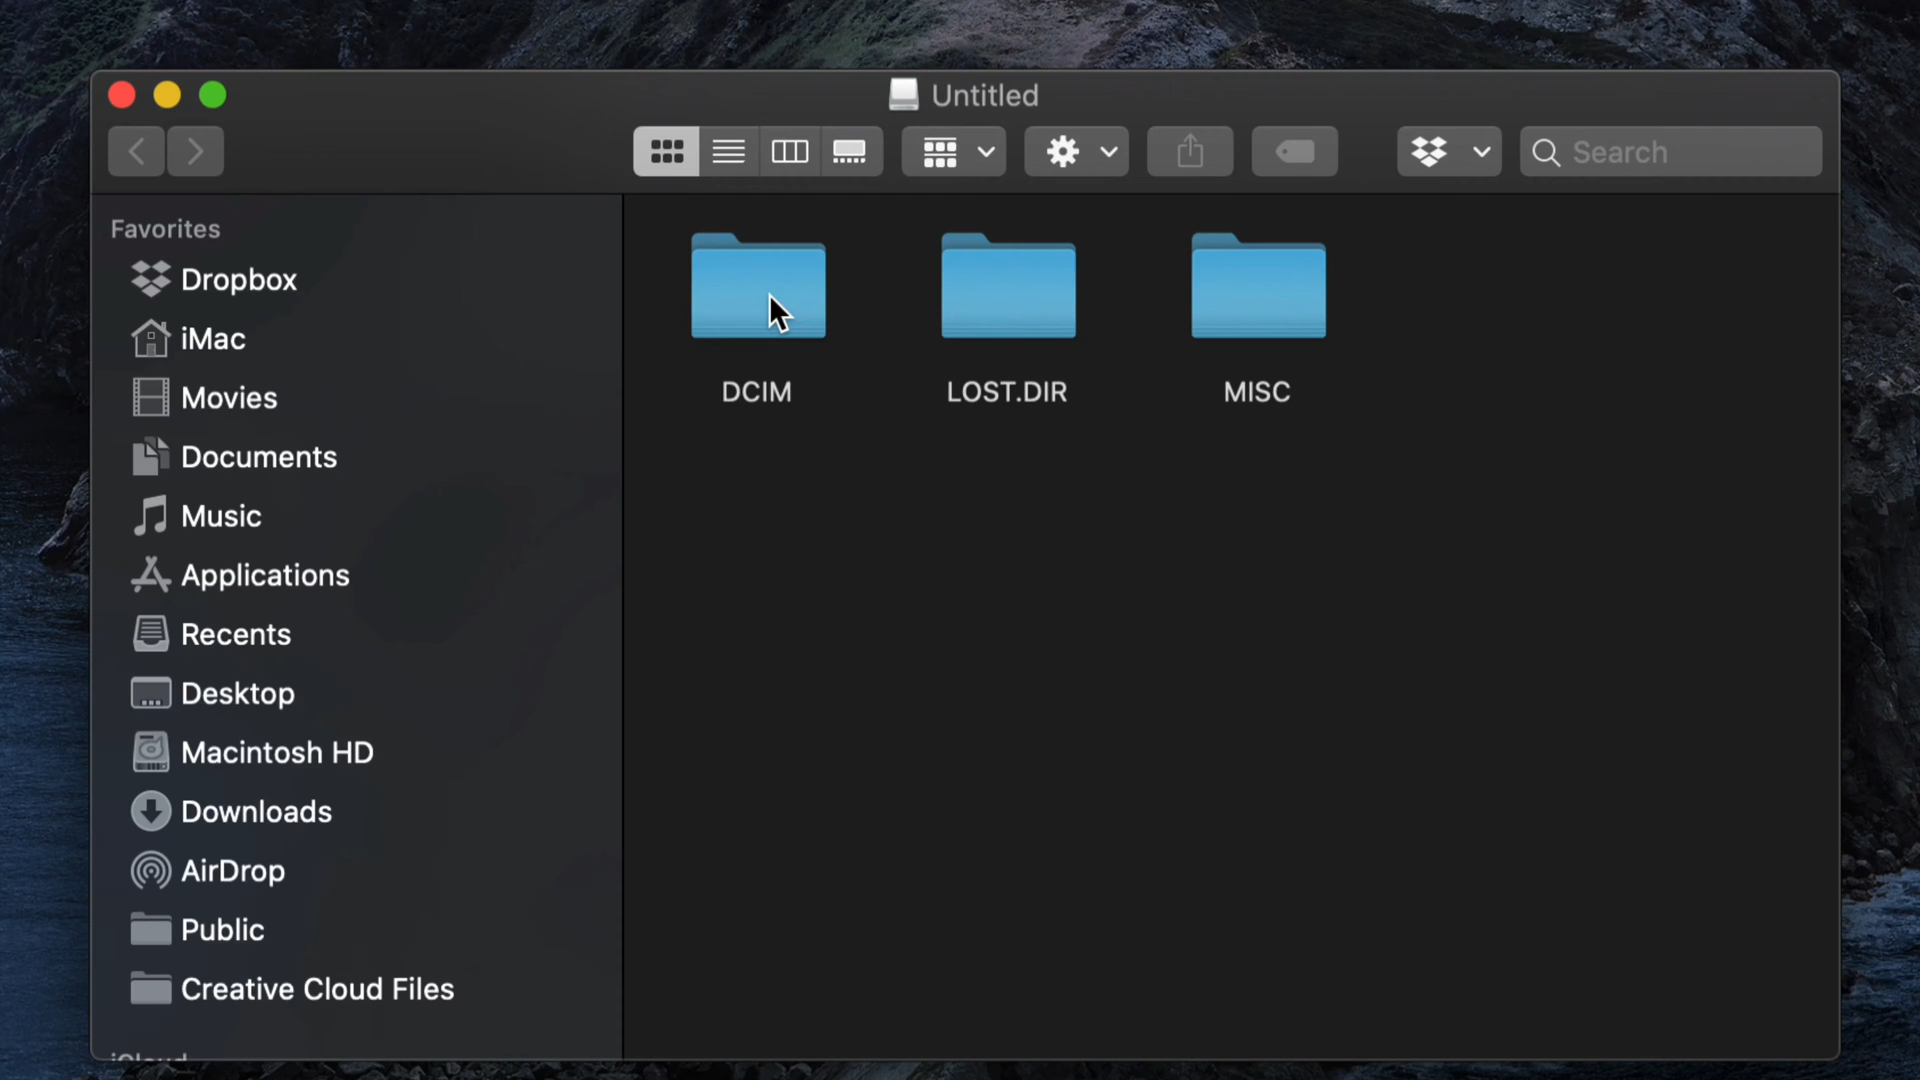 Untitled
Search
Favorites
Dropbox
iMac
Movies
Documents
Music
Applications
Recents
Desktop
Macintosh HD
Downloads
AirDrop
Public
Creative Cloud Files
iCloud
DCIM
LOST.DIR
MISC